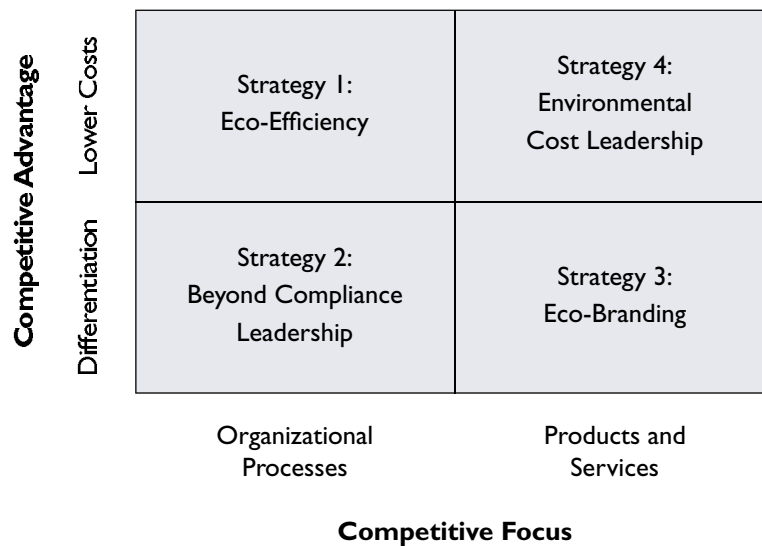 Competitive Advantage
Lower Costs
Differentiation
Strategy 1:
Eco-Efficiency
Strategy 4:
Environmental
Cost Leadership
Strategy 2:
Beyond Compliance
Leadership
Strategy 3:
Eco-Branding
Organizational
Processes
Products and
Services
Competitive Focus